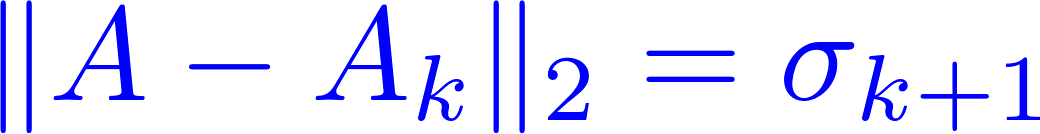 ‖A − A_k‖_2 = σ_{k+1}